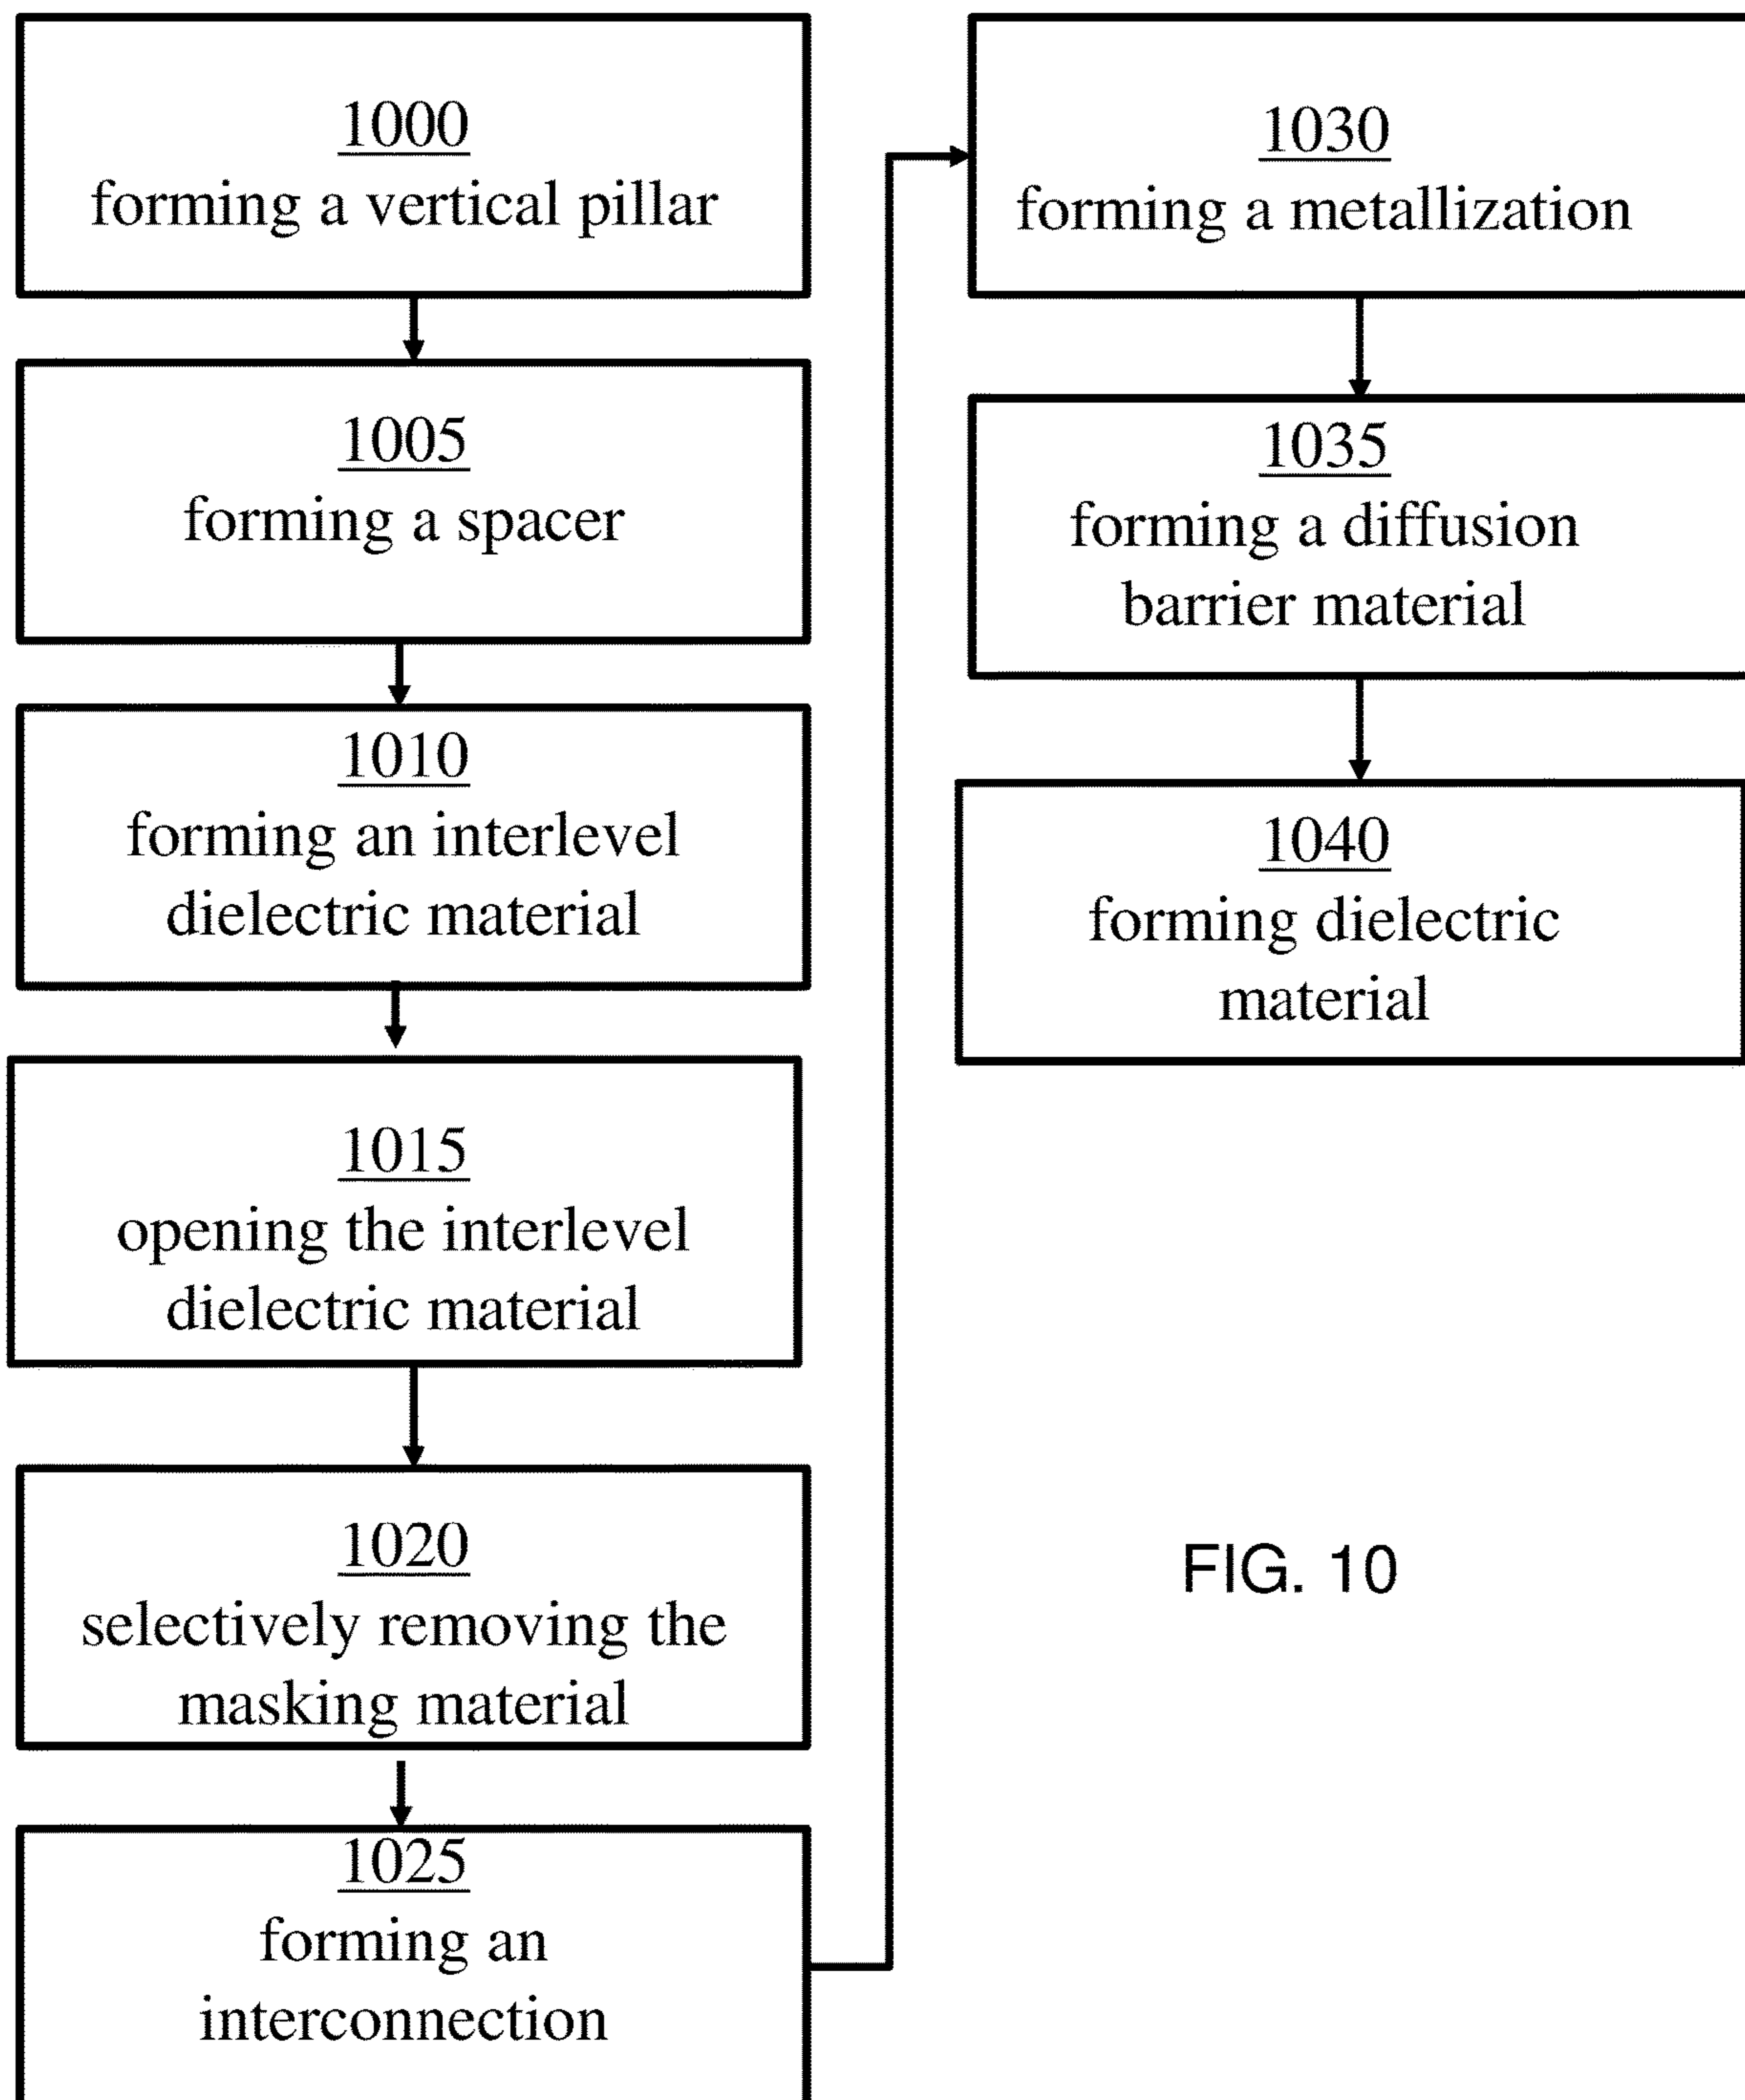 1000
forming a vertical pillar
1005
forming a spacer
1010
forming an interlevel
dielectric material
1015
opening the interlevel
dielectric material
1020
selectively removing the
masking material
1025
forming an
interconnection
1030
forming a metallization
1035
forming a diffusion
barrier material
1040
forming dielectric
material
FIG. 10